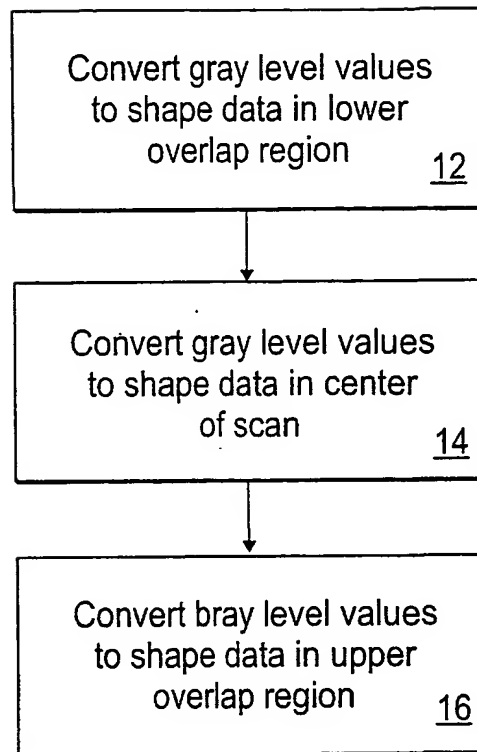 Convert gray level values
to shape data in lower
overlap region
12
Convert gray level values
to shape data in center
of scan
14
Convert bray level values
to shape data in upper
overlap region
16